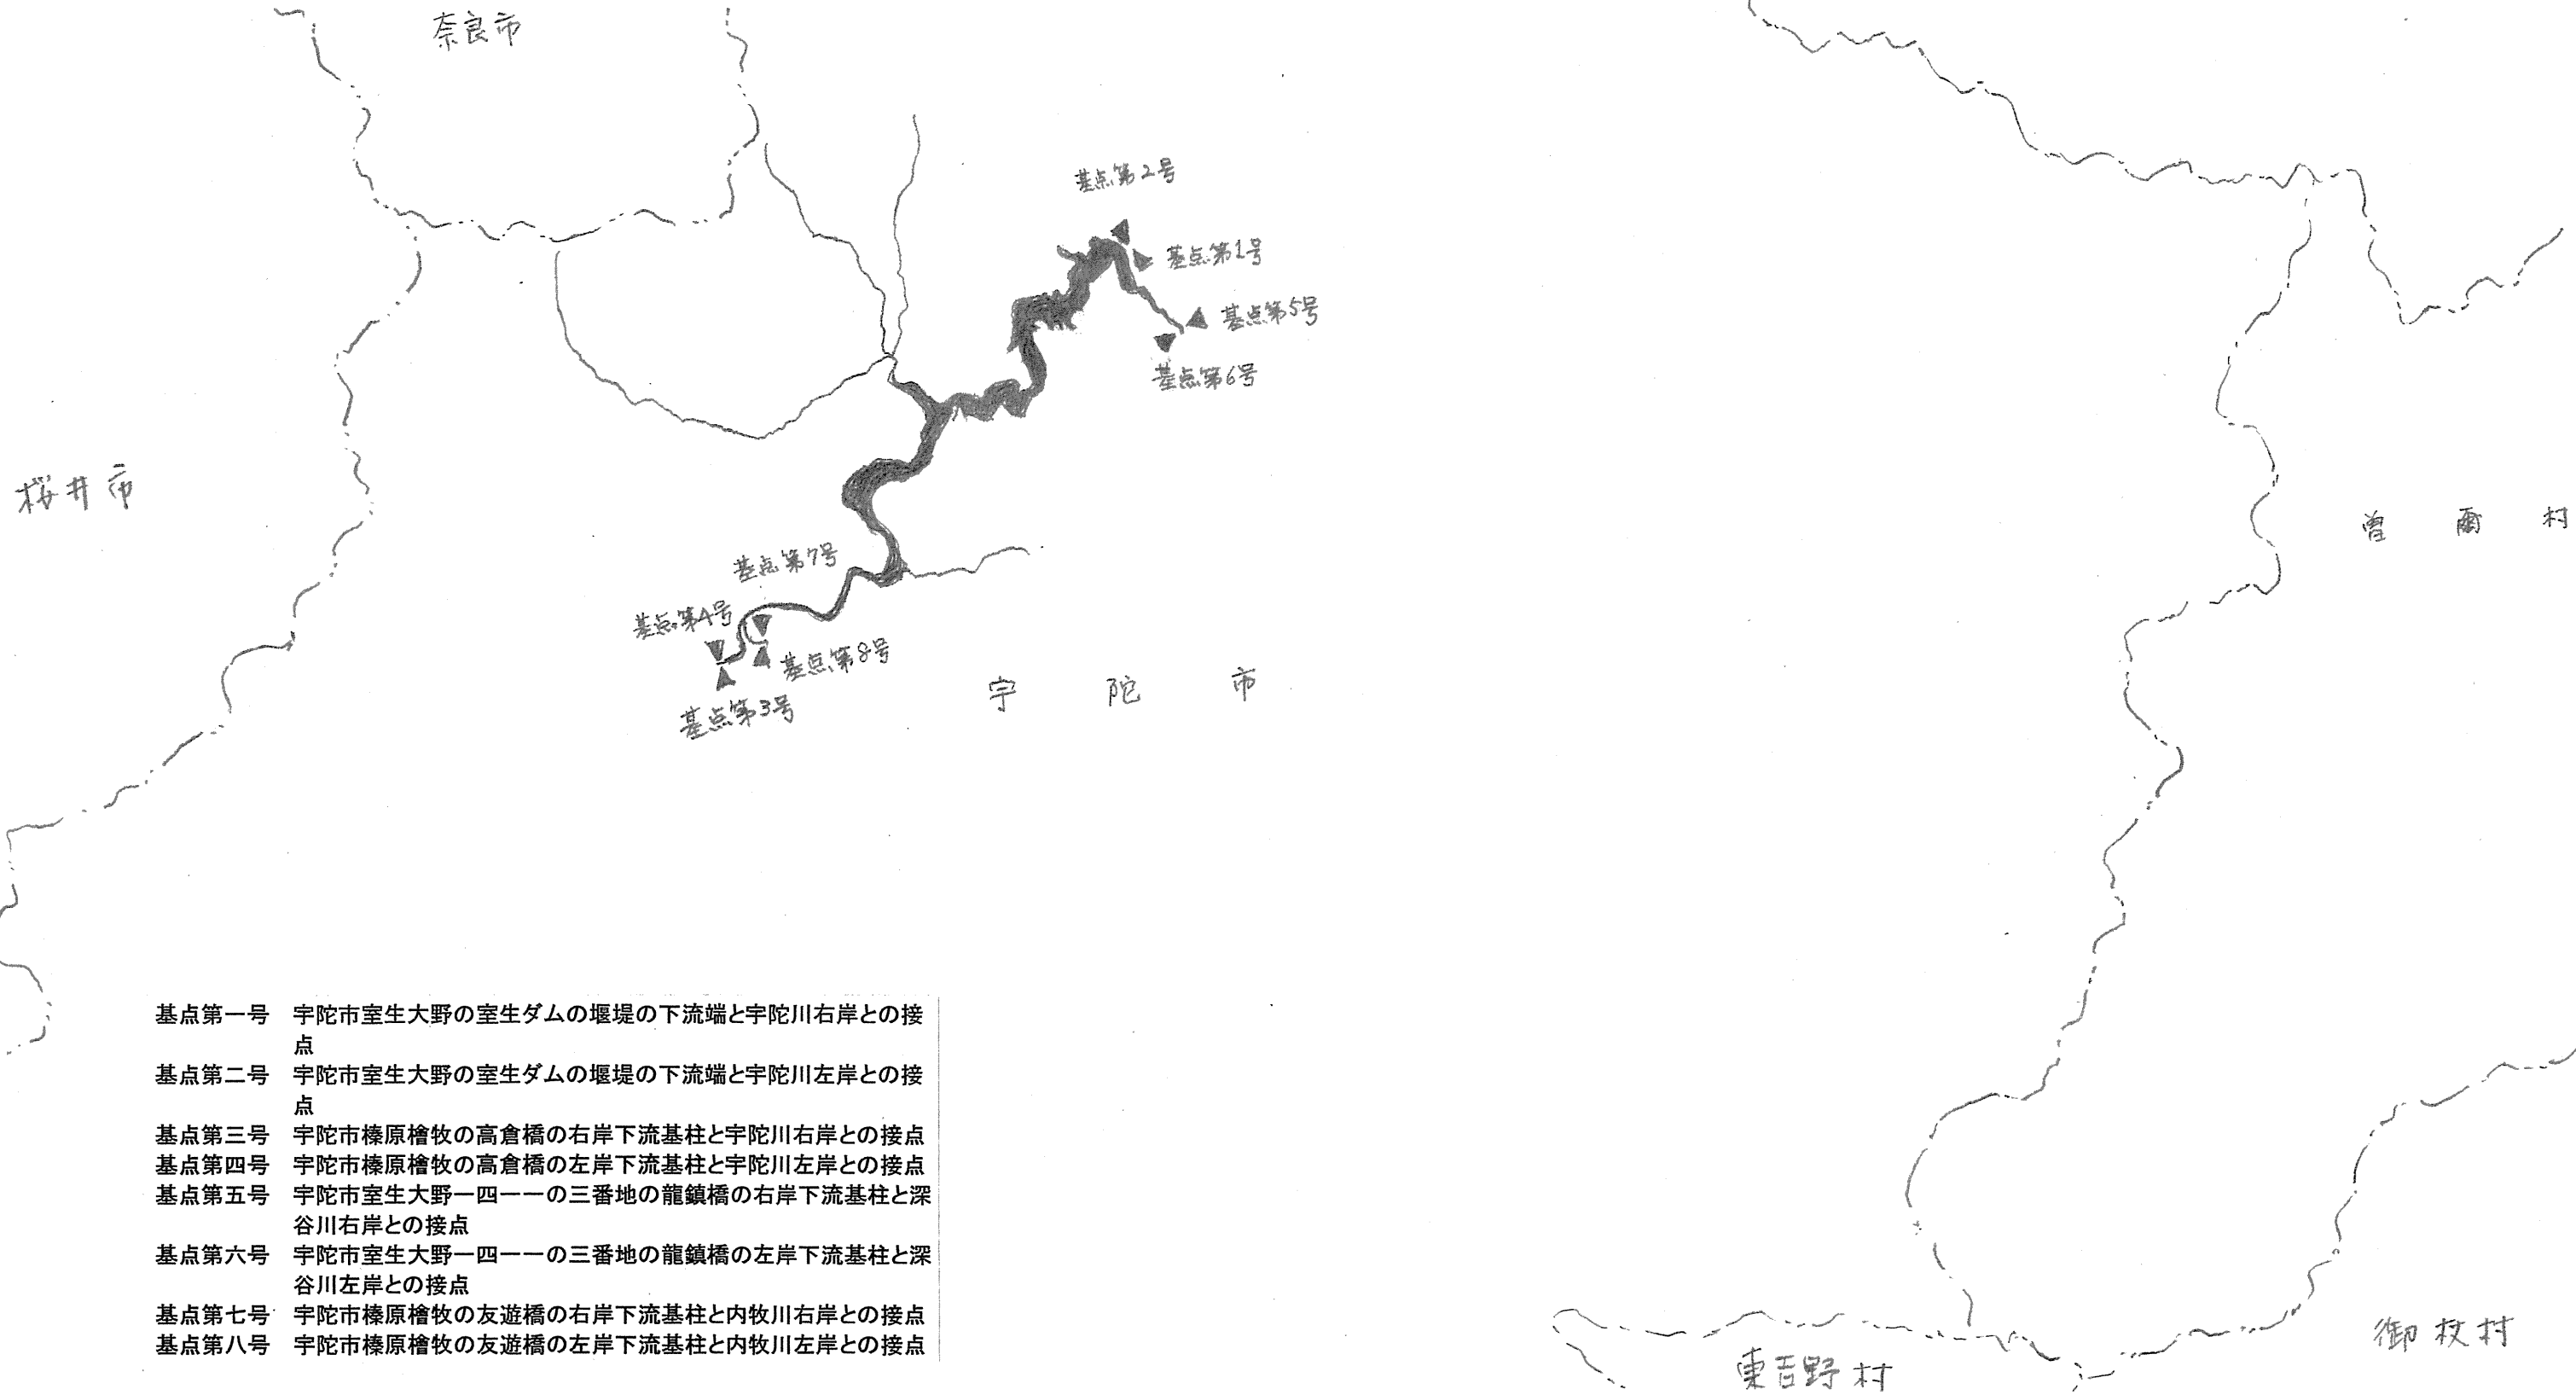 奈良市
基点第2号
基点第1号
基点第5号
基点第6号
桜井市
曽爾村
基点第7号
基点第4号
基点第8号
基点第3号
宇陀市
基点第一号 宇陀市室生大野の室生ダムの堰堤の下流端と宇陀川右岸との接
点
基点第二号 宇陀市室生大野の室生ダムの堰堤の下流端と宇陀川左岸との接
点
基点第三号 宇陀市榛原檜牧の高倉橋の右岸下流基柱と宇陀川右岸との接点
基点第四号 宇陀市榛原檜牧の高倉橋の左岸下流基柱と宇陀川左岸との接点
基点第五号 宇陀市室生大野一四一一の三番地の龍鎮橋の右岸下流基柱と深
谷川右岸との接点
基点第六号 宇陀市室生大野一四一一の三番地の龍鎮橋の左岸下流基柱と深
谷川左岸との接点
基点第七号 宇陀市榛原檜牧の友遊橋の右岸下流基柱と内牧川右岸との接点
基点第八号 宇陀市榛原檜牧の友遊橋の左岸下流基柱と内牧川左岸との接点
御杖村
東吉野村